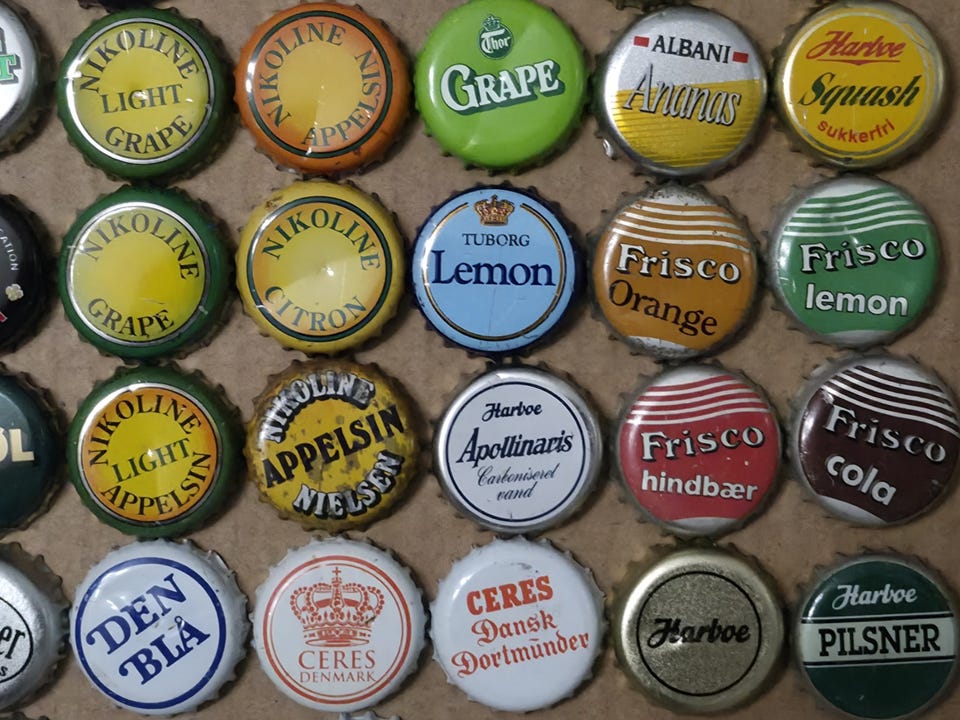 NIKOLINE
LIGHT
GRAPE
NIKOLINE
APPELSIN
Thor
GRAPE
ALBANI
Ananas
Harboe
Squash
sukkerfri
NIKOLINE
GRAPE
NIKOLINE
CITRON
TUBORG
Lemon
Frisco
Orange
Frisco
lemon
NIKOLINE
LIGHT
APPELSIN
NIKOLINE
APPELSIN
NIELSEN
Harboe
Apollinaris
Carboniseret
vand
Frisco
hindbær
Frisco
cola
DEN
BLÅ
CERES
DENMARK
CERES
Dansk
Dortmünder
Harboe
Harboe
PILSNER